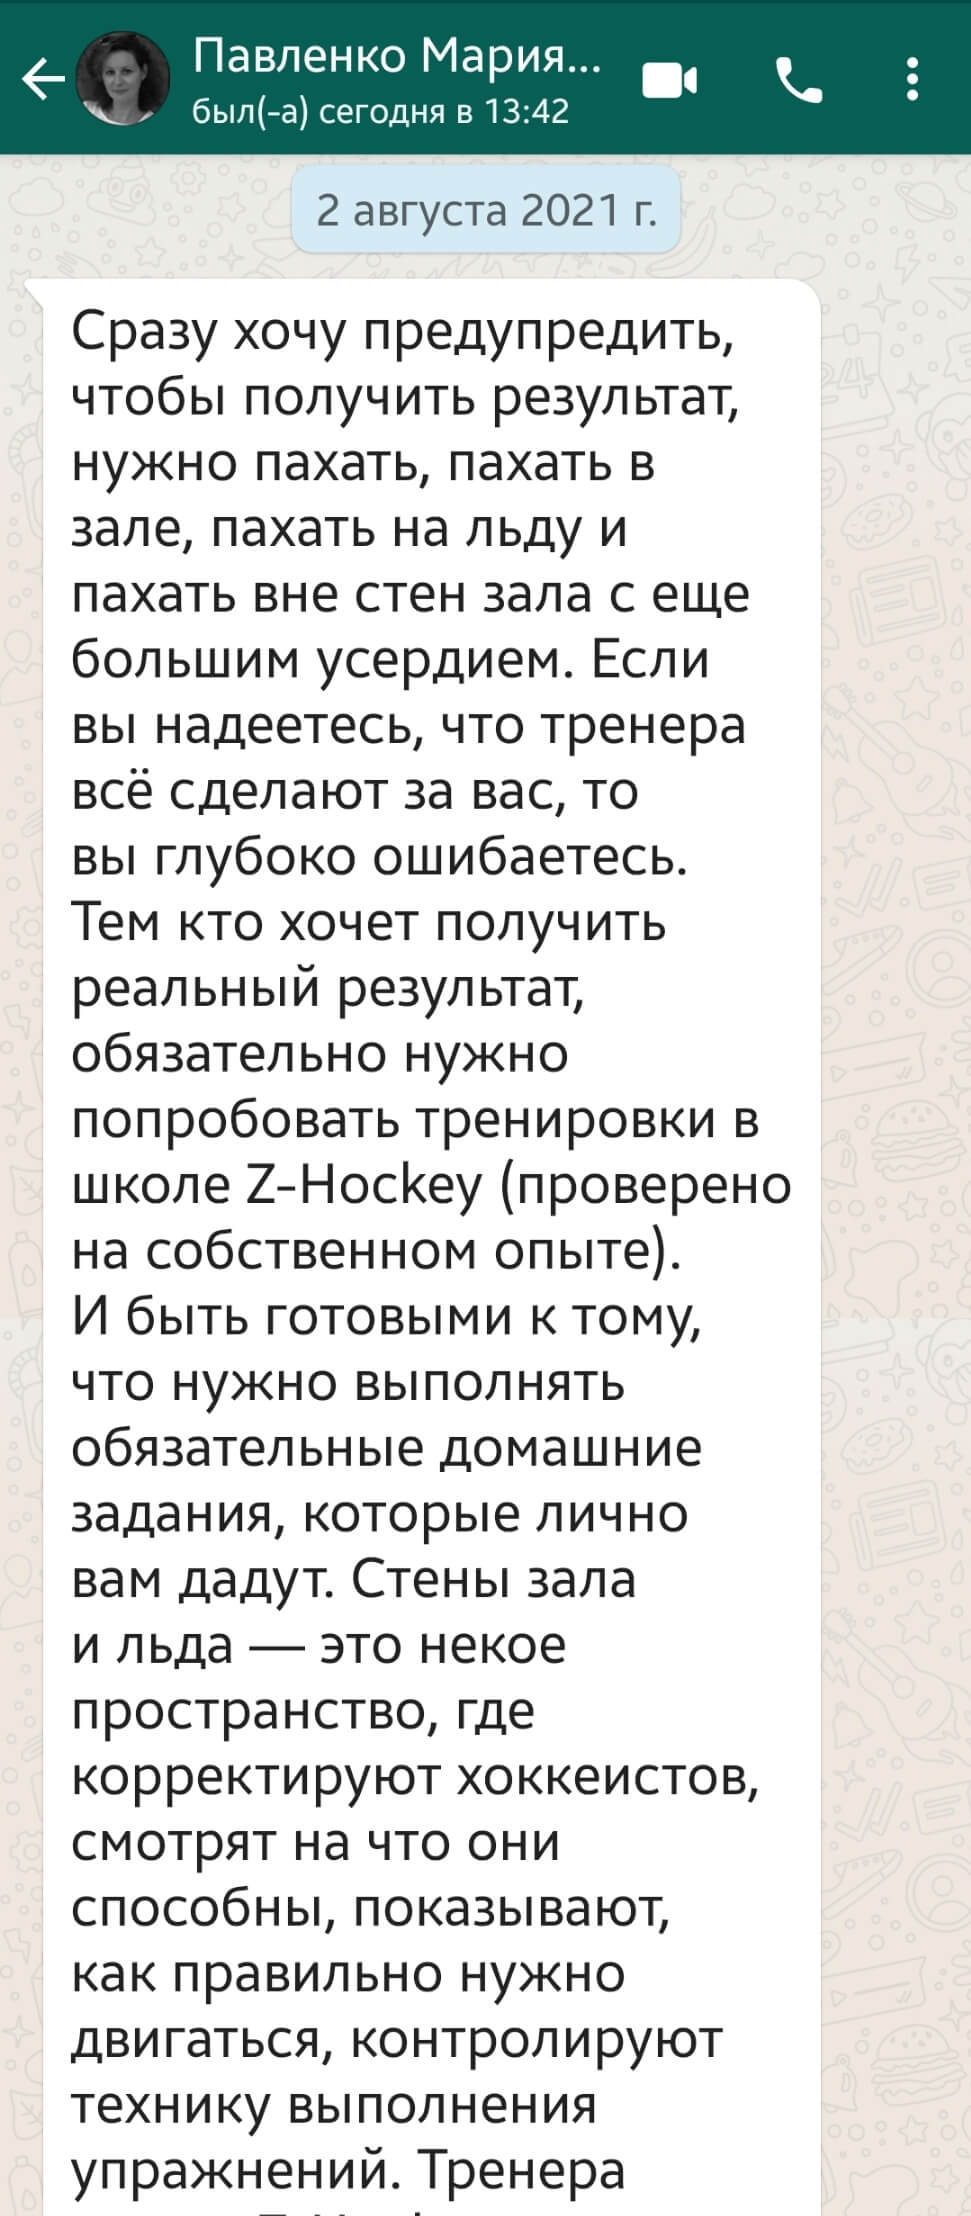 Павленко Мария...
был(-а) сегодня в 13:42
2 августа 2021 г.
Сразу хочу предупредить,
чтобы получить результат,
нужно пахать, пахать в
зале, пахать на льду и
пахать вне стен зала с еще
большим усердием. Если
вы надеетесь, что тренера
всё сделают за вас, то
вы глубоко ошибаетесь.
Тем кто хочет получить
реальный результат,
обязательно нужно
попробовать тренировки в
школе Z-Hockey (проверено
на собственном опыте).
И быть готовыми к тому,
что нужно выполнять
обязательные домашние
задания, которые лично
вам дадут. Стены зала
и льда — это некое
пространство, где
корректируют хоккеистов,
смотрят на что они
способны, показывают,
как правильно нужно
двигаться, контролируют
технику выполнения
упражнений. Тренера